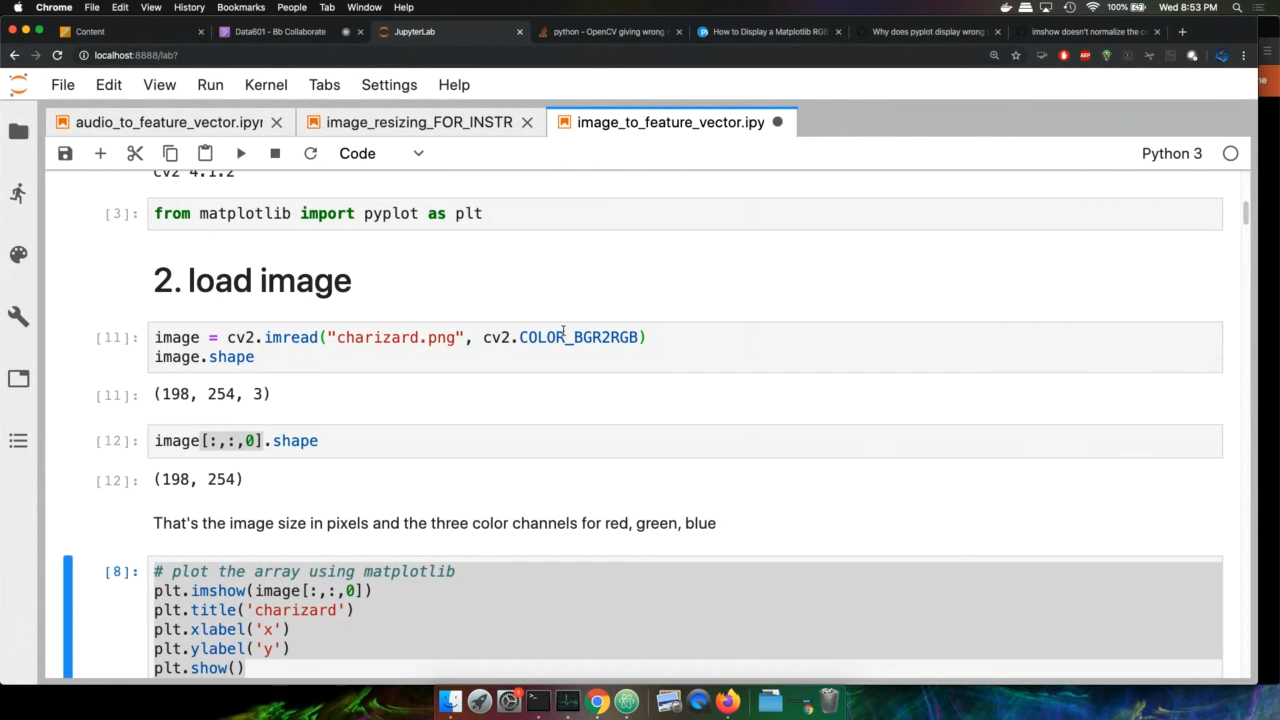 Chrome File Edit View History Bookmarks People Tab Window Help 100% Wed 8:53 PM
Content Data601 - Bb Collaborate JupyterLab python - OpenCV giving wrong How to Display a Matplotlib RGB Why does pyplot display wrong imshow doesn't normalize the co
localhost:8888/lab?
File Edit View Run Kernel Tabs Settings Help
audio_to_feature_vector.ipyn image_resizing_FOR_INSTR image_to_feature_vector.ipy
Code Python 3
cv2 4.1.2
[3]: from matplotlib import pyplot as plt
2. load image
[11]: image = cv2.imread("charizard.png", cv2.COLOR_BGR2RGB)
image.shape
[11]: (198, 254, 3)
[12]: image[:,:,0].shape
[12]: (198, 254)
That's the image size in pixels and the three color channels for red, green, blue
[8]: # plot the array using matplotlib
plt.imshow(image[:,:,0])
plt.title('charizard')
plt.xlabel('x')
plt.ylabel('y')
plt.show()